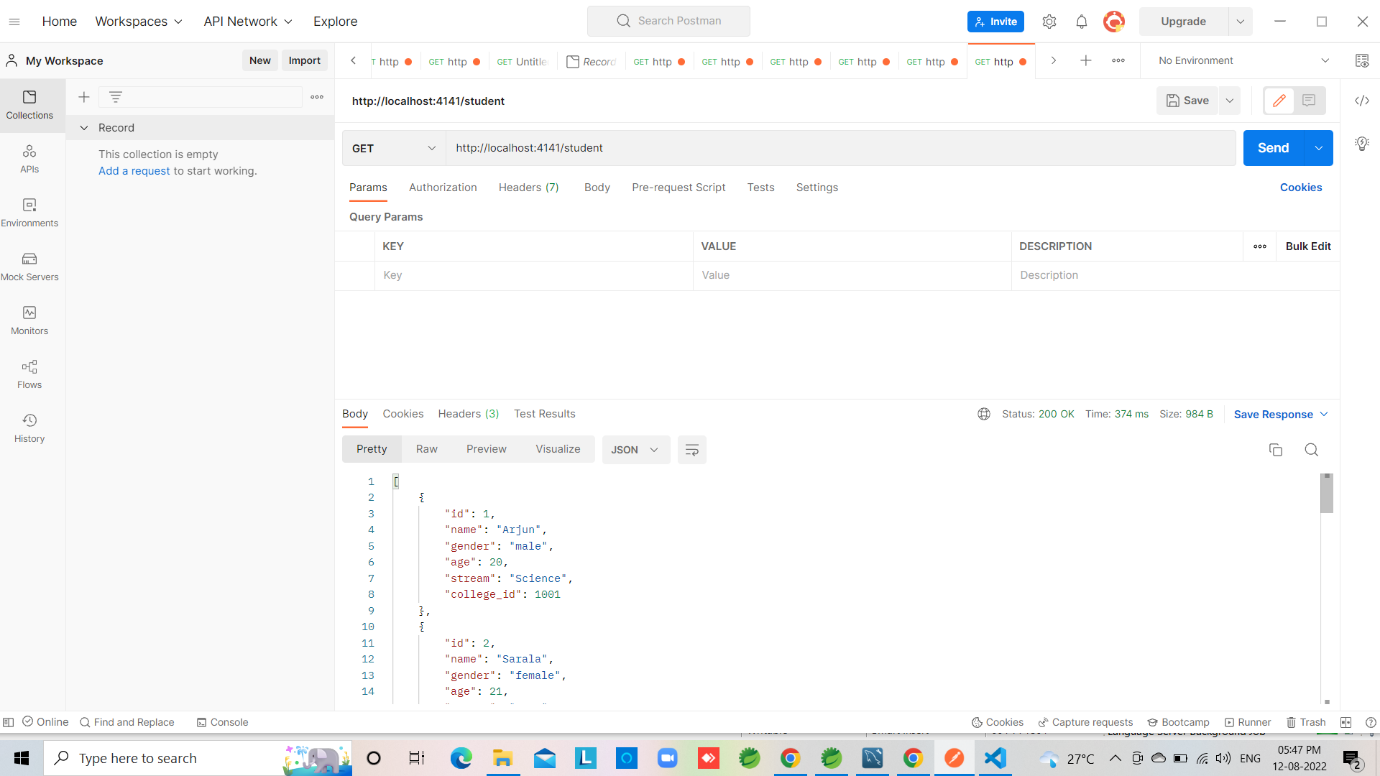 Home Workspaces API Network Explore Search Postman Invite Upgrade
My Workspace New Import T http GET http GET Untitle Record GET http GET http GET http GET http GET http GET http No Environment
Collections
APIs
Environments
Mock Servers
Monitors
Flows
History
Record
This collection is empty
Add a request to start working.
http://localhost:4141/student Save
GET http://localhost:4141/student Send
Params Authorization Headers (7) Body Pre-request Script Tests Settings Cookies
Query Params
KEY VALUE DESCRIPTION Bulk Edit
Key Value Description
Body Cookies Headers (3) Test Results Status: 200 OK Time: 374 ms Size: 984 B Save Response
Pretty Raw Preview Visualize JSON
1 [
2 {
3 "id": 1,
4 "name": "Arjun",
5 "gender": "male",
6 "age": 20,
7 "stream": "Science",
8 "college_id": 1001
9 },
10 {
11 "id": 2,
12 "name": "Sarala",
13 "gender": "female",
14 "age": 21,
Online Find and Replace Console Cookies Capture requests Bootcamp Runner Trash
Type here to search 27°C ENG 05:47 PM
12-08-2022 2